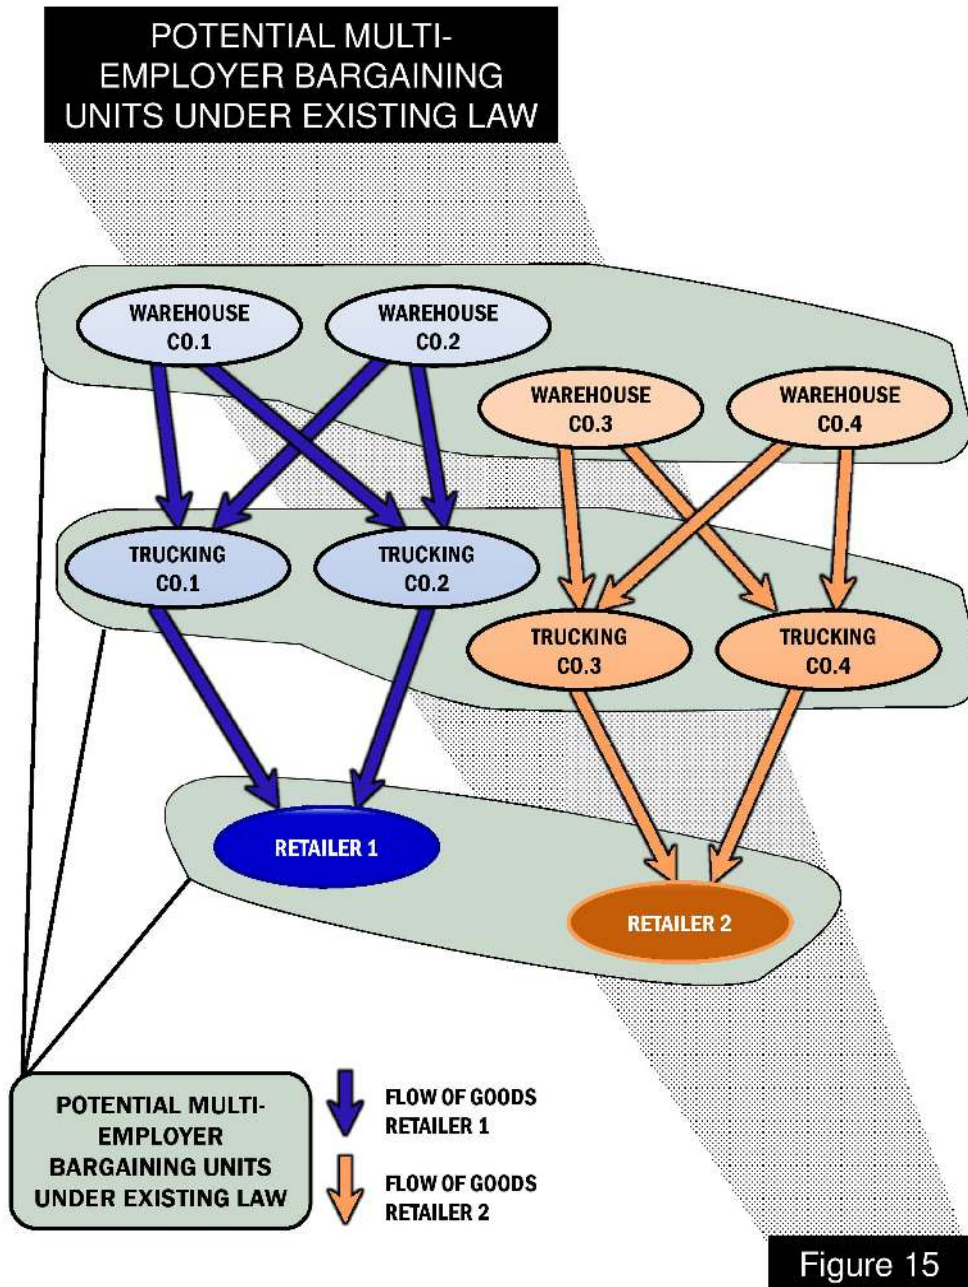 POTENTIAL MULTI-
EMPLOYER BARGAINING
UNITS UNDER EXISTING LAW
WAREHOUSE
CO.1
WAREHOUSE
CO.2
WAREHOUSE
CO.3
WAREHOUSE
CO.4
TRUCKING
CO.1
TRUCKING
CO.2
TRUCKING
CO.3
TRUCKING
CO.4
RETAILER 1
RETAILER 2
POTENTIAL MULTI-
EMPLOYER
BARGAINING UNITS
UNDER EXISTING LAW
FLOW OF GOODS
RETAILER 1
FLOW OF GOODS
RETAILER 2
Figure 15